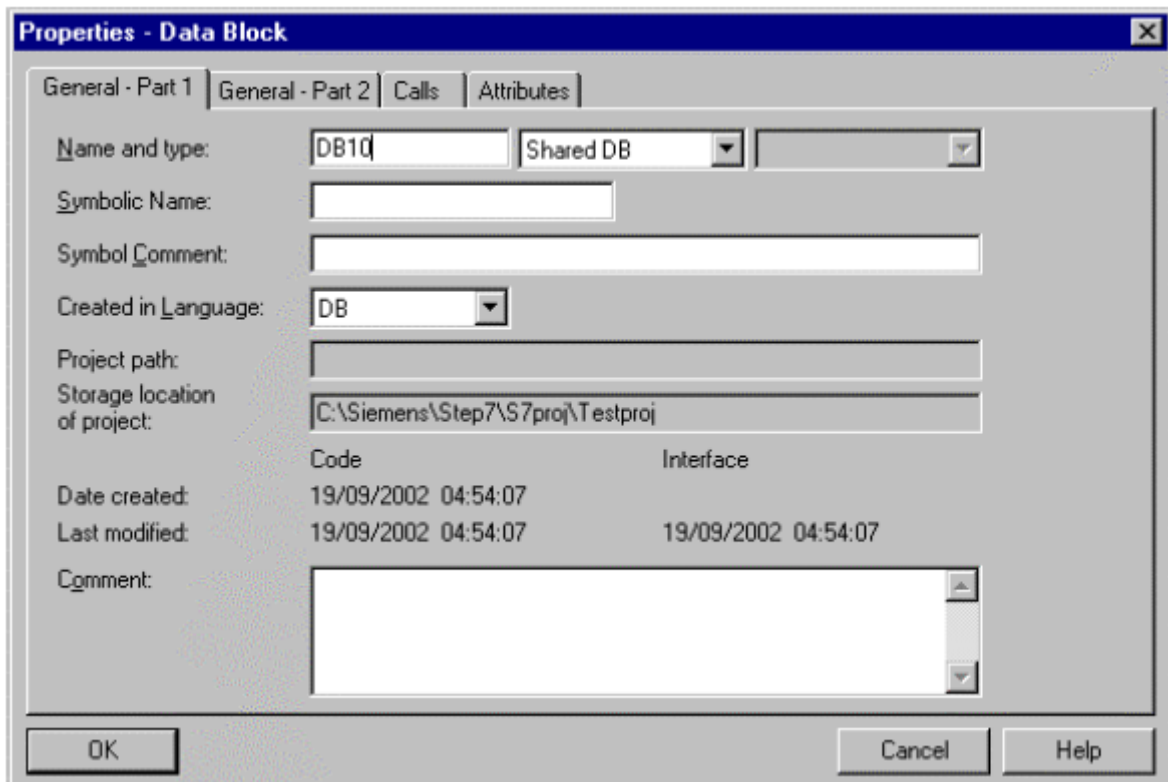 Properties - Data Block
General - Part 1 General - Part 2 Calls Attributes
Name and type: DB10 Shared DB
Symbolic Name:
Symbol Comment:
Created in Language: DB
Project path:
Storage location
of project: C:\Siemens\Step7\S7proj\Testproj
Code Interface
Date created: 19/09/2002 04:54:07
Last modified: 19/09/2002 04:54:07 19/09/2002 04:54:07
Comment:
OK Cancel Help